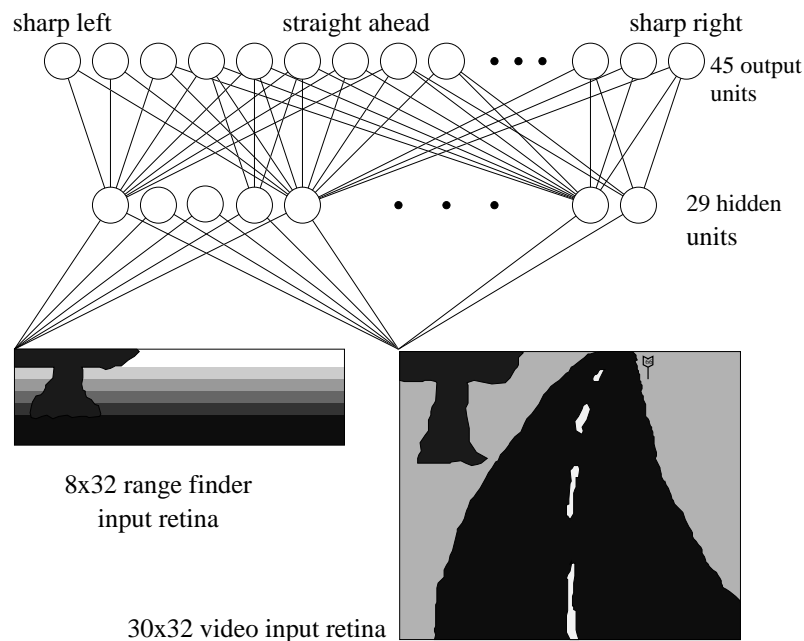 sharp left straight ahead sharp right
45 output
units
29 hidden
units
8x32 range finder
input retina
30x32 video input retina